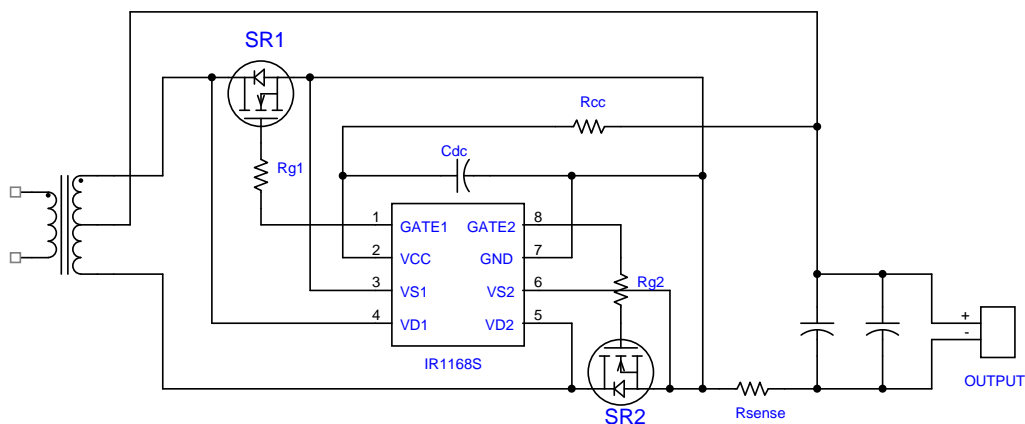 SR1
Rcc
Cdc
Rg1
1 GATE1 GATE2 8
2 VCC GND 7
3 VS1 VS2 6
4 VD1 VD2 5
Rg2
IR1168S
+
-
OUTPUT
SR2
Rsense